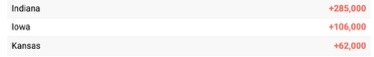 Indiana +285,000
Iowa +106,000
Kansas +62,000